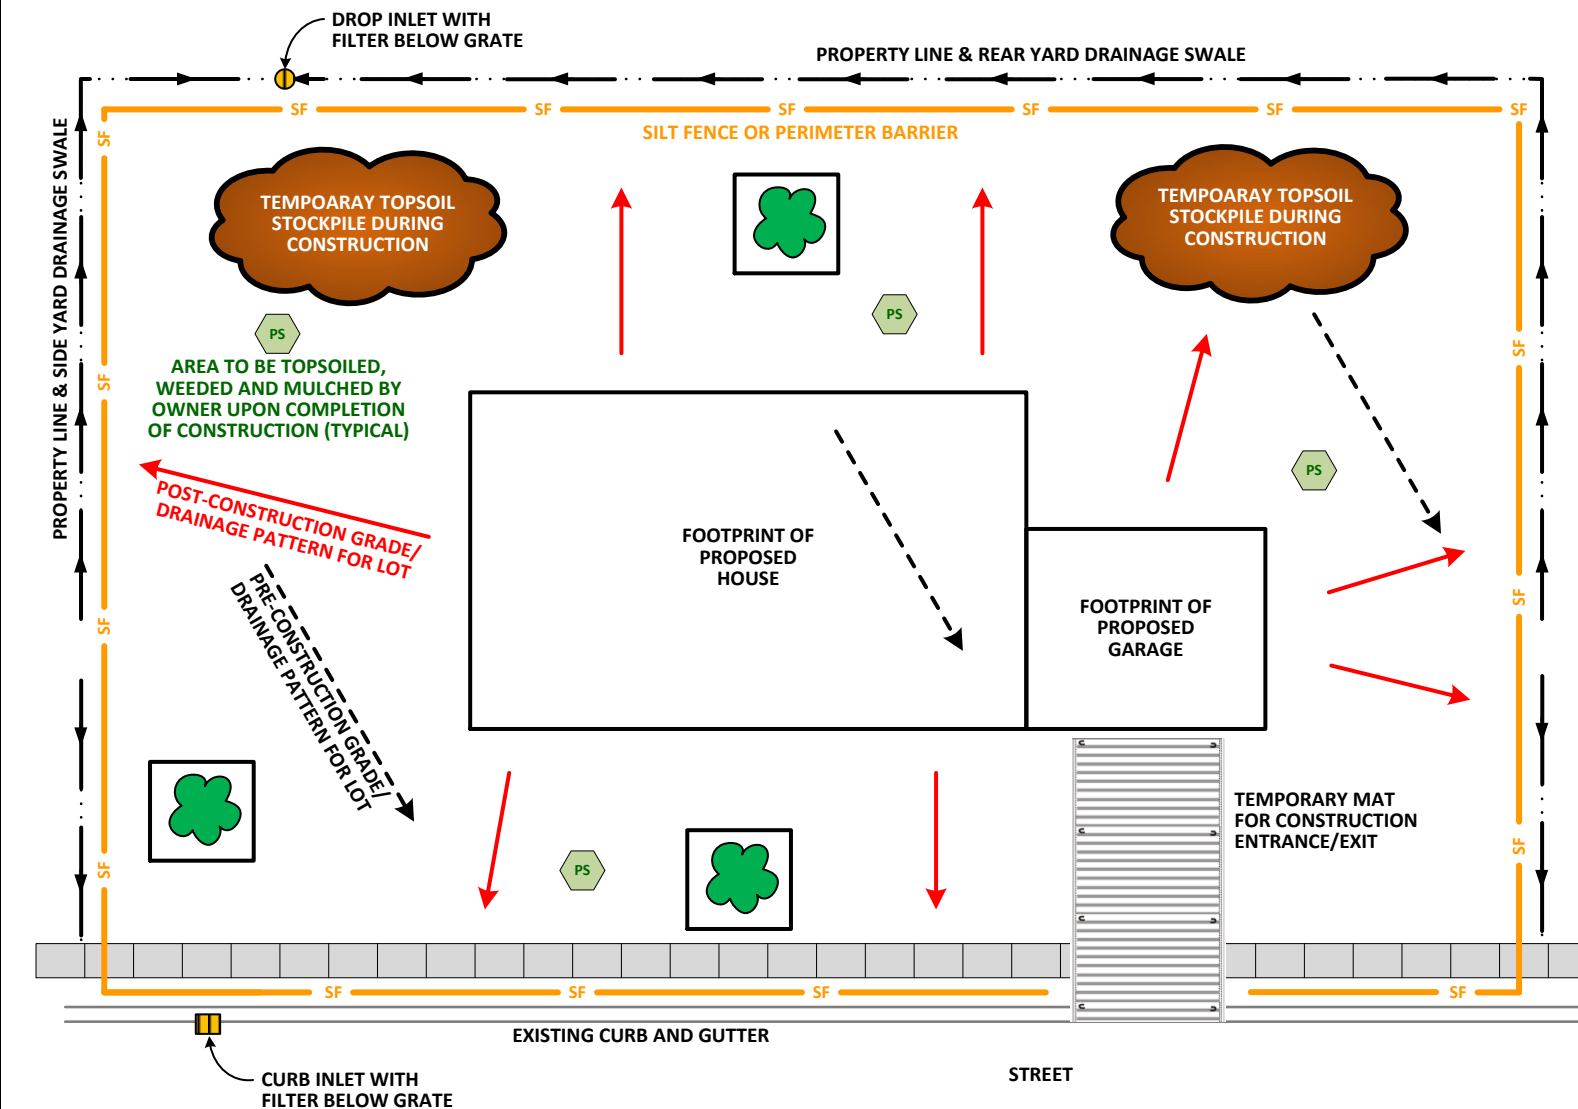 DROP INLET WITH
FILTER BELOW GRATE
PROPERTY LINE & REAR YARD DRAINAGE SWALE
SF
SF
SF
SF
SF
SF
SILT FENCE OR PERIMETER BARRIER
PROPERTY LINE & SIDE YARD DRAINAGE SWALE
SF
SF
SF
SF
TEMPOARAY TOPSOIL
STOCKPILE DURING
CONSTRUCTION
TEMPOARAY TOPSOIL
STOCKPILE DURING
CONSTRUCTION
PS
PS
AREA TO BE TOPSOILED,
WEEDED AND MULCHED BY
OWNER UPON COMPLETION
OF CONSTRUCTION (TYPICAL)
SF
PS
POST-CONSTRUCTION GRADE/
DRAINAGE PATTERN FOR LOT
FOOTPRINT OF
PROPOSED
HOUSE
PRE-CONSTRUCTION GRADE/
DRAINAGE PATTERN FOR LOT
FOOTPRINT OF
PROPOSED
GARAGE
SF
TEMPORARY MAT
FOR CONSTRUCTION
ENTRANCE/EXIT
SF
PS
SF
SF
SF
SF
EXISTING CURB AND GUTTER
STREET
CURB INLET WITH
FILTER BELOW GRATE